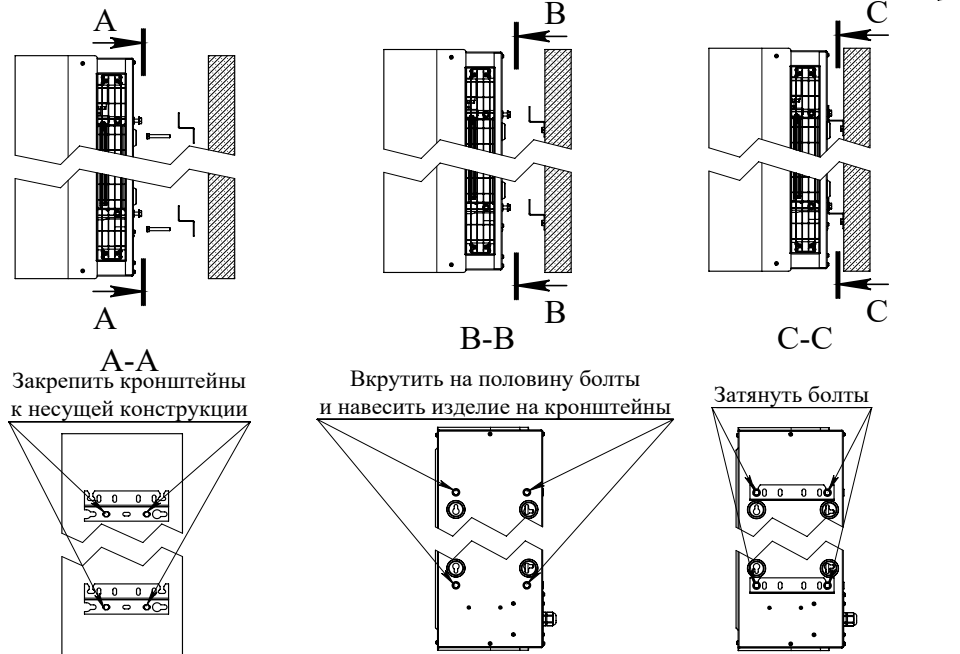 A
B
C
A
B
C
A-A
B-B
C-C
Закрепить кронштейны
к несущей конструкции
Вкрутить на половину болты
и навесить изделие на кронштейны
Затянуть болты